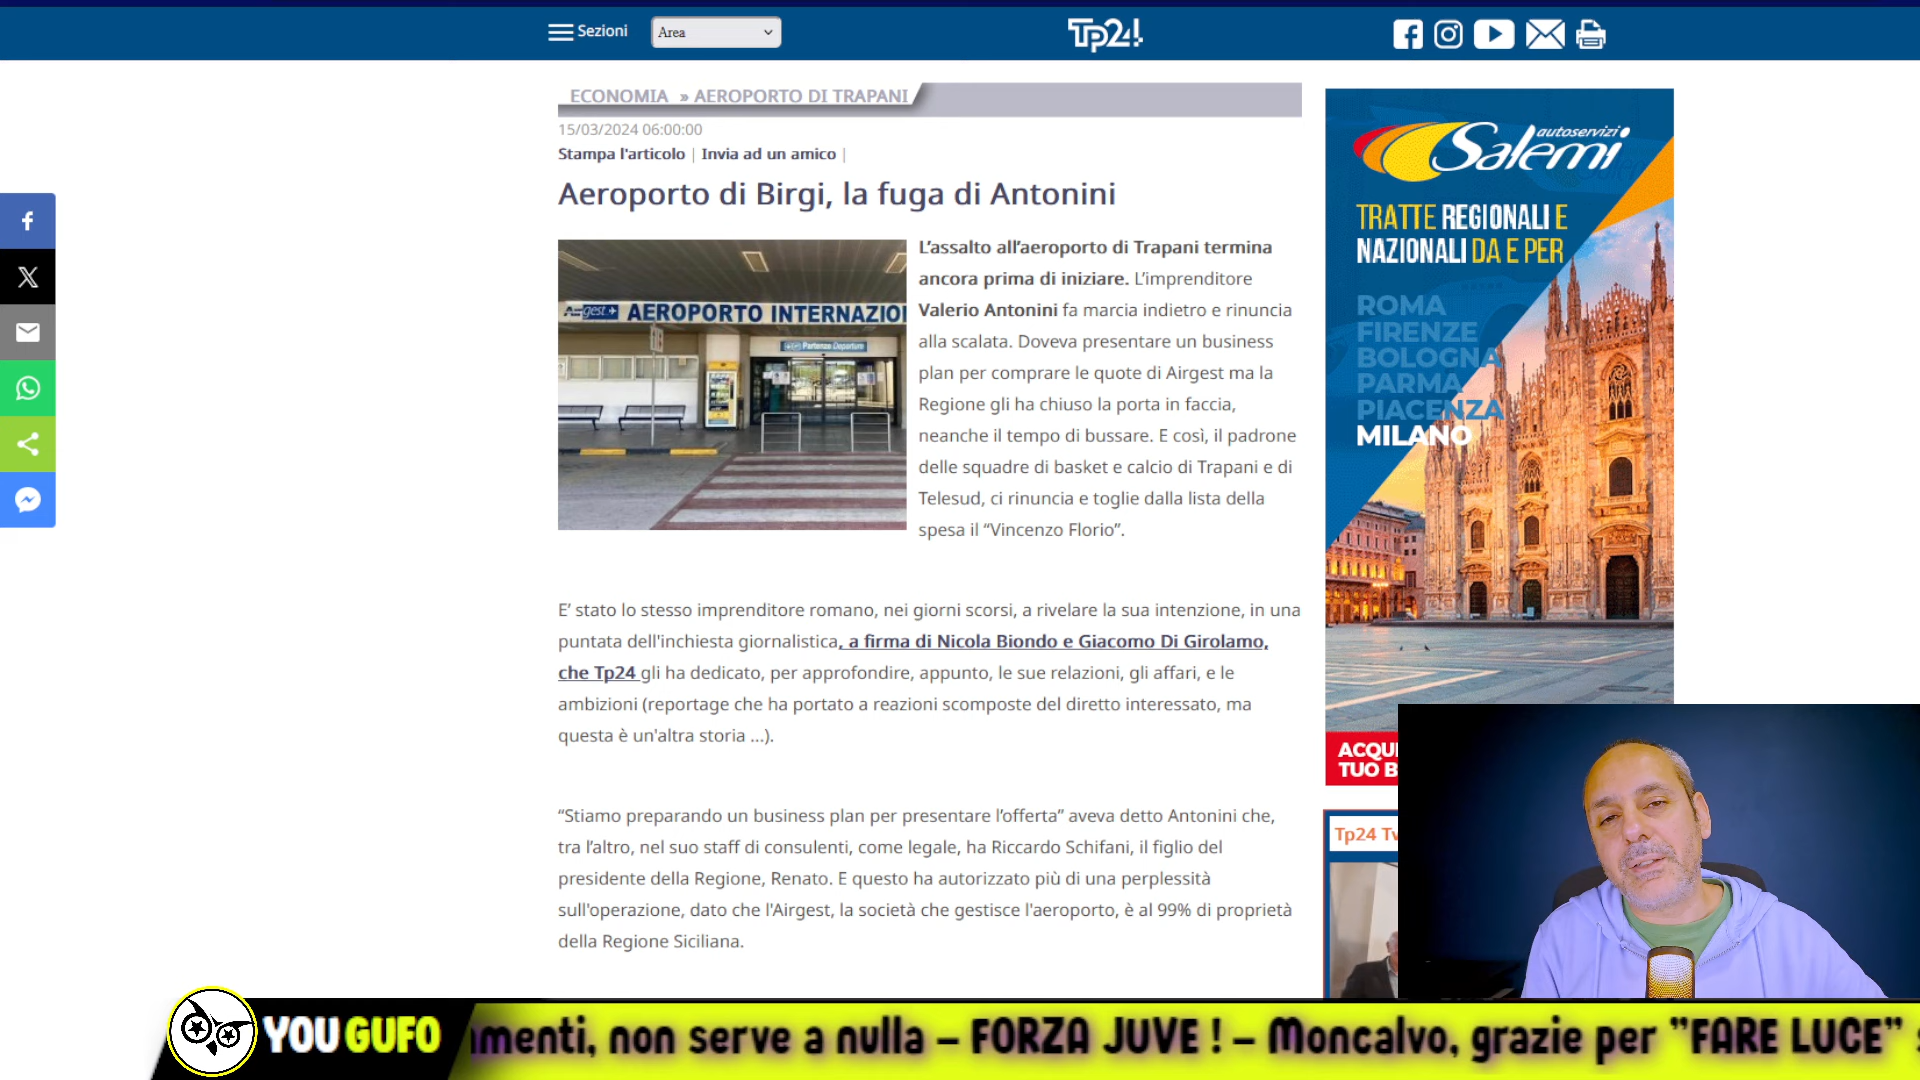 Sezioni
Area
Tp24!
ECONOMIA » AEROPORTO DI TRAPANI
15/03/2024 06:00:00
Stampa l'articolo | Invia ad un amico |
Aeroporto di Birgi, la fuga di Antonini
Airgest
AEROPORTO INTERNAZIO
Partenze Departure
L’assalto all’aeroporto di Trapani termina
ancora prima di iniziare. L’imprenditore
Valerio Antonini fa marcia indietro e rinuncia
alla scalata. Doveva presentare un business
plan per comprare le quote di Airgest ma la
Regione gli ha chiuso la porta in faccia,
neanche il tempo di bussare. E così, il padrone
delle squadre di basket e calcio di Trapani e di
Telesud, ci rinuncia e toglie dalla lista della
spesa il “Vincenzo Florio”.
E’ stato lo stesso imprenditore romano, nei giorni scorsi, a rivelare la sua intenzione, in una
puntata dell'inchiesta giornalistica, a firma di Nicola Biondo e Giacomo Di Girolamo,
che Tp24 gli ha dedicato, per approfondire, appunto, le sue relazioni, gli affari, e le
ambizioni (reportage che ha portato a reazioni scomposte del diretto interessato, ma
questa è un'altra storia ...).
“Stiamo preparando un business plan per presentare l’offerta” aveva detto Antonini che,
tra l’altro, nel suo staff di consulenti, come legale, ha Riccardo Schifani, il figlio del
presidente della Regione, Renato. E questo ha autorizzato più di una perplessità
sull'operazione, dato che l'Airgest, la società che gestisce l'aeroporto, è al 99% di proprietà
della Regione Siciliana.
autoservizi
Salemi
TRATTE REGIONALI E
NAZIONALI DA E PER
ROMA
FIRENZE
BOLOGNA
PARMA
PIACENZA
MILANO
ACQUI
TUO B
Tp24 Tv
YOU GUFO
menti, non serve a nulla – FORZA JUVE ! – Moncalvo, grazie per "FARE LUCE"